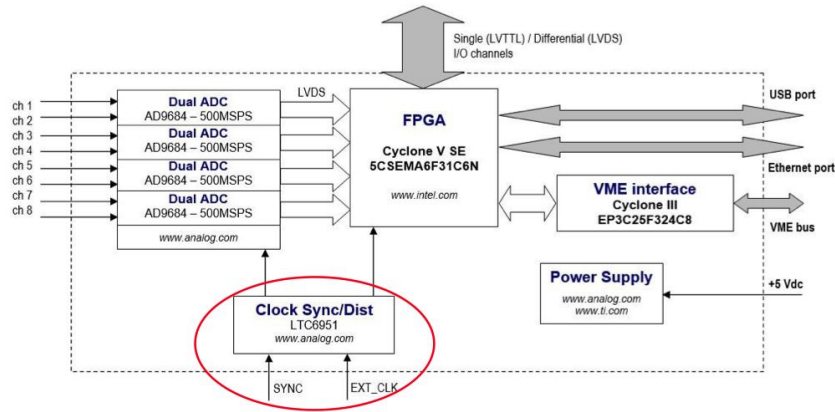 Single (LVTTL) / Differential (LVDS)
I/O channels
ch 1
ch 2
ch 3
ch 4
ch 5
ch 6
ch 7
ch 8
Dual ADC
AD9684 – 500MSPS
Dual ADC
AD9684 – 500MSPS
Dual ADC
AD9684 – 500MSPS
Dual ADC
AD9684 – 500MSPS
www.analog.com
LVDS
FPGA
Cyclone V SE
5CSEMA6F31C6N
www.intel.com
USB port
Ethernet port
VME interface
Cyclone III
EP3C25F324C8
VME bus
Power Supply
www.analog.com
www.ti.com
+5 Vdc
Clock Sync/Dist
LTC6951
www.analog.com
SYNC
EXT_CLK